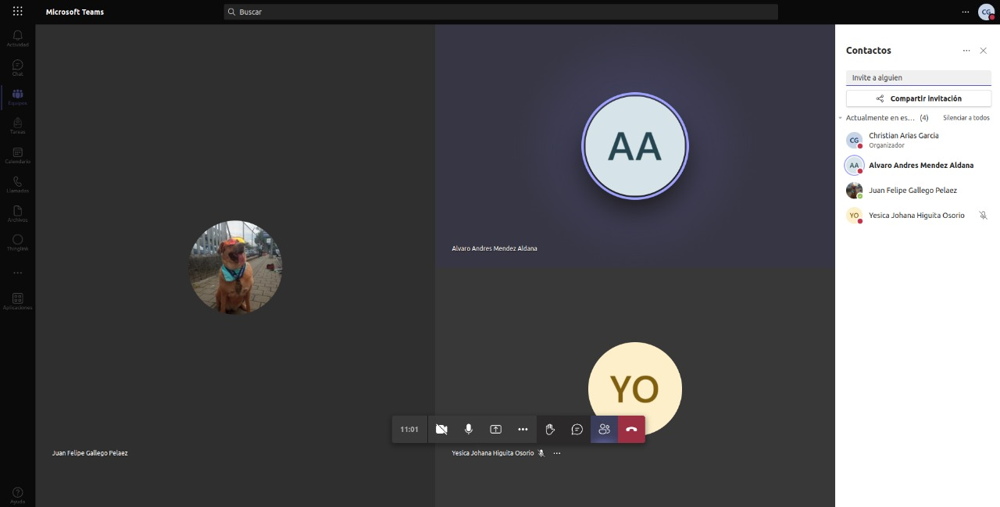 Microsoft Teams
Buscar
CG
Actividad
Chat
Equipos
Tareas
Calendario
Llamadas
Archivos
Thinglink
Aplicaciones
Ayuda
Juan Felipe Gallego Pelaez
AA
Alvaro Andres Mendez Aldana
YO
11:01
Yesica Johana Higuita Osorio
Contactos
Invite a alguien
Compartir invitación
Actualmente en es... (4) Silenciar a todos
CG Christian Arias Garcia
Organizador
AA Alvaro Andres Mendez Aldana
Juan Felipe Gallego Pelaez
YO Yesica Johana Higuita Osorio